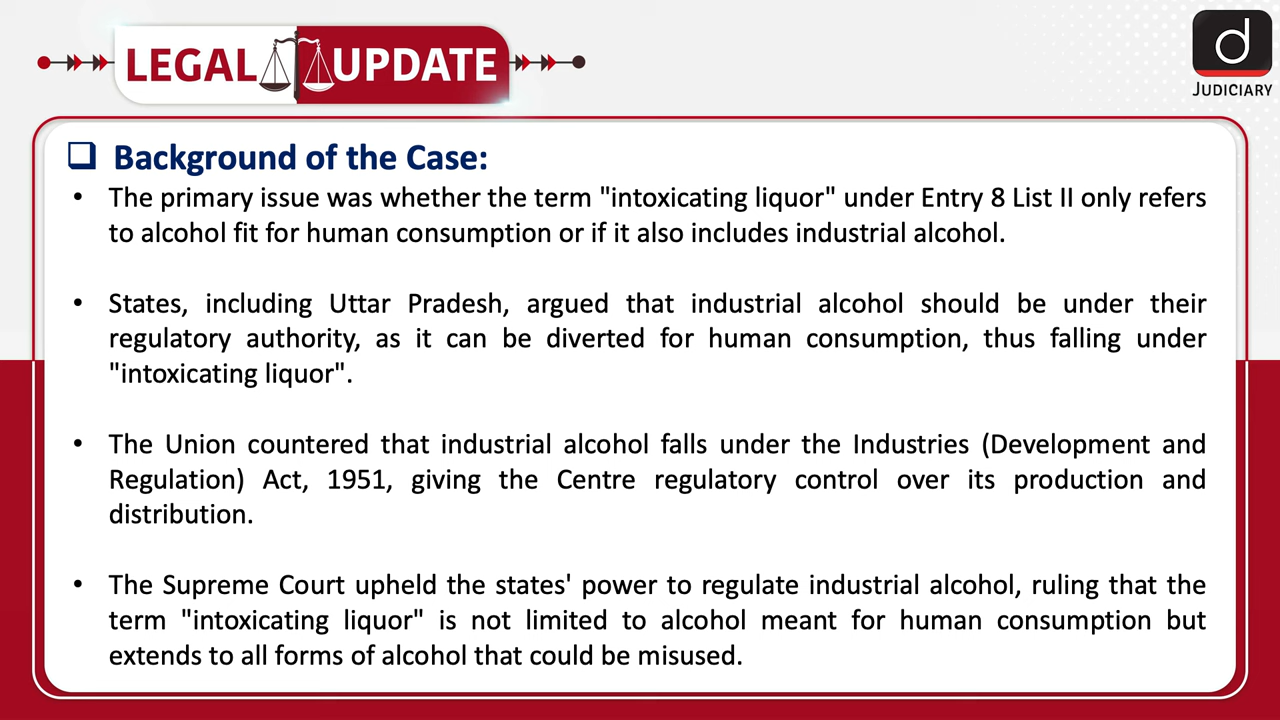 LEGAL UPDATE
d
JUDICIARY
❑ Background of the Case:
• The primary issue was whether the term "intoxicating liquor" under Entry 8 List II only refers
to alcohol fit for human consumption or if it also includes industrial alcohol.
• States, including Uttar Pradesh, argued that industrial alcohol should be under their
regulatory authority, as it can be diverted for human consumption, thus falling under
"intoxicating liquor".
• The Union countered that industrial alcohol falls under the Industries (Development and
Regulation) Act, 1951, giving the Centre regulatory control over its production and
distribution.
• The Supreme Court upheld the states' power to regulate industrial alcohol, ruling that the
term "intoxicating liquor" is not limited to alcohol meant for human consumption but
extends to all forms of alcohol that could be misused.